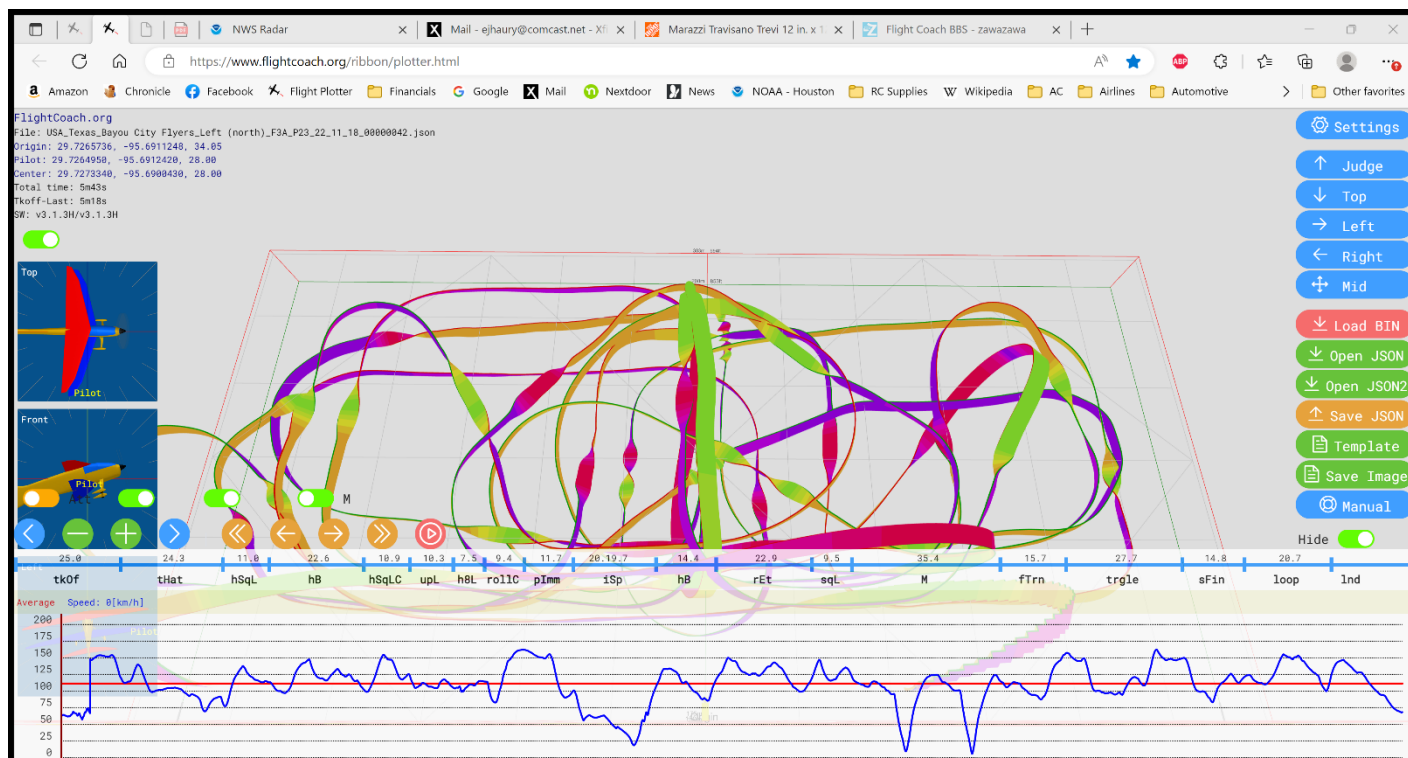 NWS Radar
Mail - ejhaury@comcast.net - Xfi
Marazzi Travisano Trevi 12 in. x 1
Flight Coach BBS - zawazawa
https://www.flightcoach.org/ribbon/plotter.html
Amazon Chronicle Facebook Flight Plotter Financials Google Mail Nextdoor News NOAA - Houston RC Supplies Wikipedia AC Airlines Automotive Other favorites
FlightCoach.org
File: USA_Texas_Bayou City Flyers_Left (north)_F3A_P23_22_11_18_00000042.json
Origin: 29.7265736, -95.6911248, 34.05
Pilot: 29.7264950, -95.6912420, 28.00
Center: 29.7273340, -95.6900430, 28.00
Total time: 5m43s
Tkoff-Last: 5m18s
SW: v3.1.3H/v3.1.3H
Settings
Judge
Top
Left
Right
Mid
Load BIN
Open JSON
Open JSON2
Save JSON
Template
Save Image
Manual
Hide
Top
Pilot
Front
Pilot
M
25.0 24.3 11.0 22.6 10.9 10.3 7.5 9.4 11.7 20.19.7 14.4 22.9 9.5 35.4 15.7 27.7 14.8 20.7
tkOf tHat hSqL hB hSqLC upL h8L rollC pImm iSp hB rEt sqL M fTrn trgle sFin loop lnd
Average Speed: 0[km/h]
200
175
150
125
100
75
50
25
0